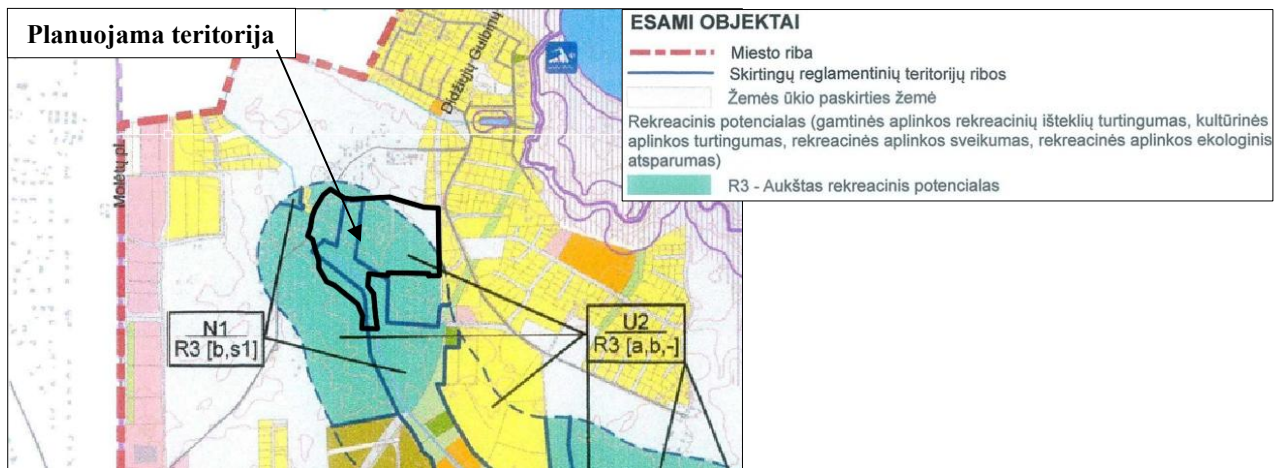 Planuojama teritorija
Didžiųjų Gulbinų
Molėtų pl.
N1
R3 [b,s1]
U2
R3 [a,b,-]
ESAMI OBJEKTAI
Miesto riba
Skirtingų reglamentinių teritorijų ribos
Žemės ūkio paskirties žemė
Rekreacinis potencialas (gamtinės aplinkos rekreacinių išteklių turtingumas, kultūrinės
aplinkos turtingumas, rekreacinės aplinkos sveikumas, rekreacinės aplinkos ekologinis
atsparumas)
R3 - Aukštas rekreacinis potencialas